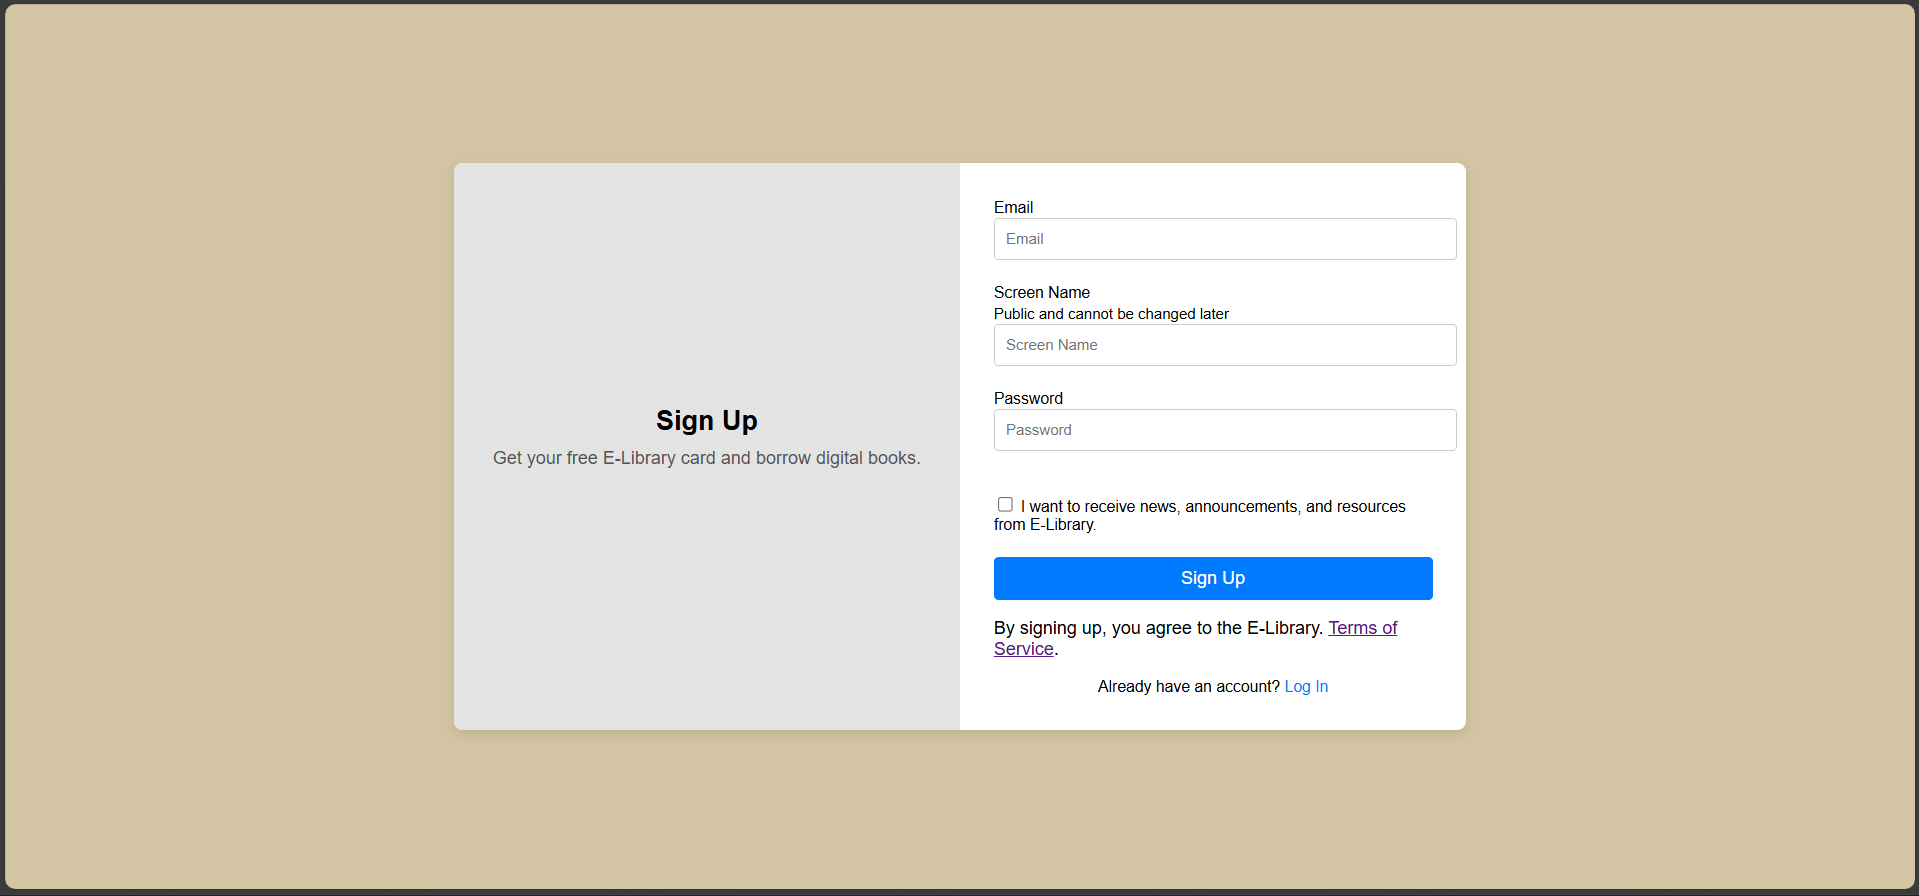 Sign Up
Get your free E-Library card and borrow digital books.
Email
Email
Screen Name
Public and cannot be changed later
Screen Name
Password
Password
I want to receive news, announcements, and resources
from E-Library.
Sign Up
By signing up, you agree to the E-Library. Terms of
Service.
Already have an account? Log In